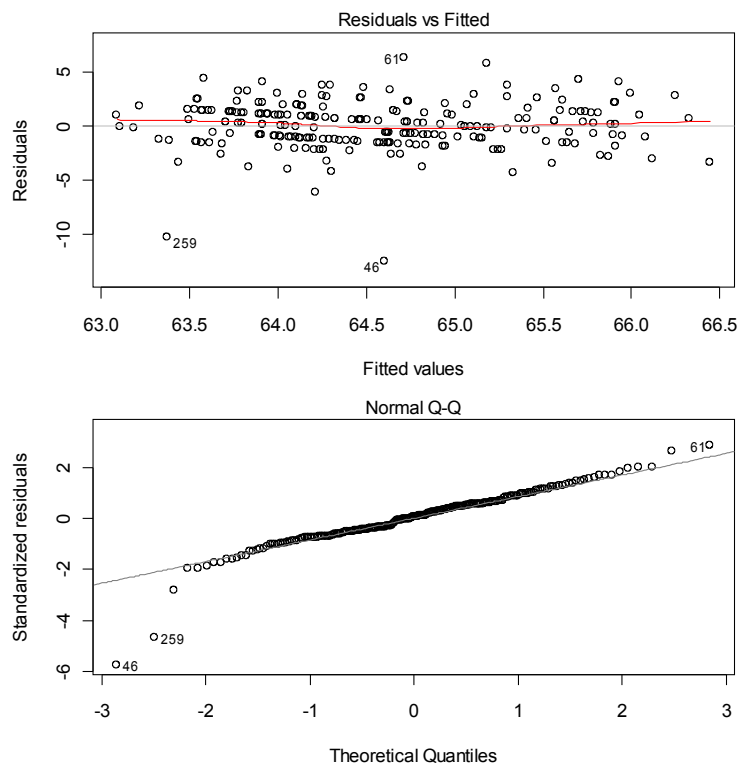 Residuals vs Fitted
Residuals
5
0
-5
-10
61
259
46
63.0 63.5 64.0 64.5 65.0 65.5 66.0 66.5
Fitted values
Normal Q-Q
Standardized residuals
2
0
-2
-4
-6
61
259
46
-3 -2 -1 0 1 2 3
Theoretical Quantiles